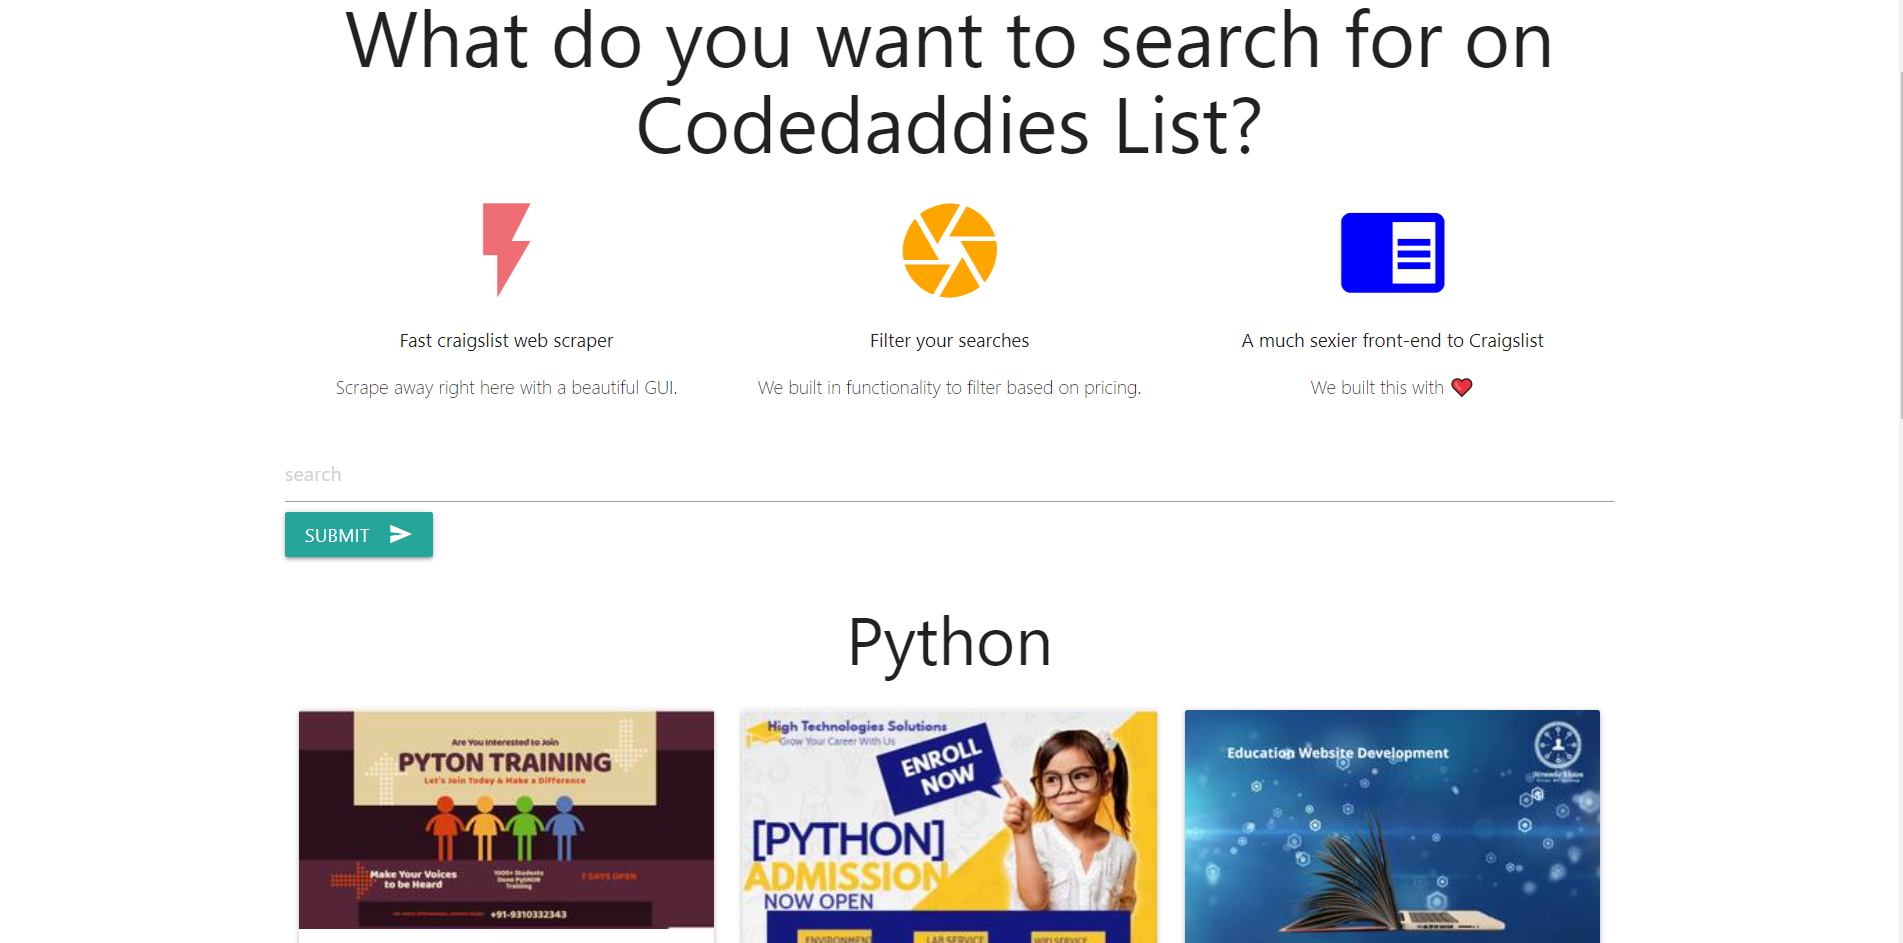 What do you want to search for on
Codedaddies List?
Fast craigslist web scraper
Filter your searches
A much sexier front-end to Craigslist
Scrape away right here with a beautiful GUI.
We built in functionality to filter based on pricing.
We built this with
search
SUBMIT
Python
Are You Interested to Join
PYTON TRAINING
Let's Join Today & Make a Difference
Make Your Voices
to be Heard
1000+ Students
Done PytHON
Training
7 DAYS OPEN
+91-9310332343
High Technologies Solutions
Grow Your Career With Us
ENROLL
NOW
[PYTHON]
ADMISSION
NOW OPEN
ENVIRONMENT
LAB SERVICE
WIFI SERVICE
Education Website Development